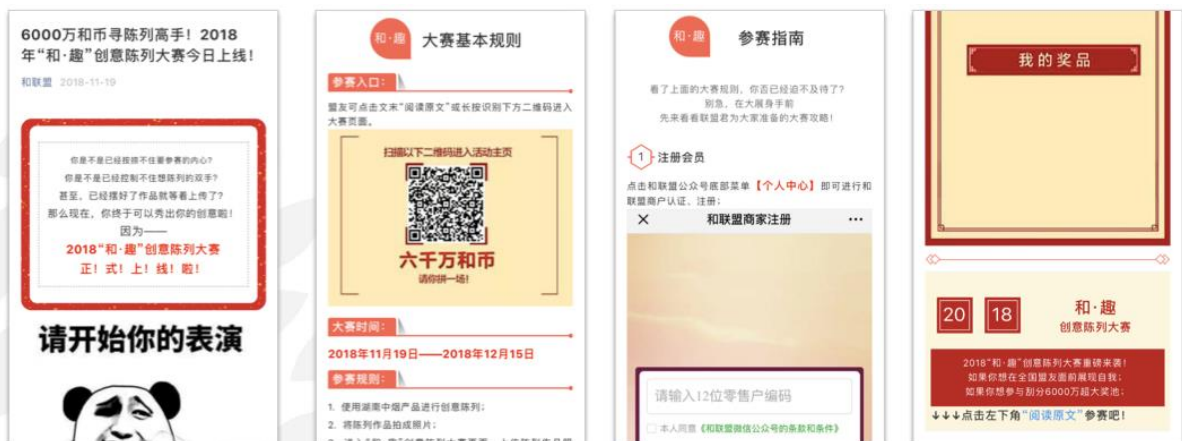 6000万和币寻陈列高手！2018
年“和·趣”创意陈列大赛今日上线！
和联盟 2018-11-19
你是不是已经按捺不住要参赛的内心？
你是不是已经控制不住想陈列的双手？
甚至，已经摆好了作品就等着上传了？
那么现在，你终于可以秀出你的创意啦！
因为——
2018“和·趣”创意陈列大赛
正！式！上！线！啦！
请开始你的表演
和·趣
大赛基本规则
参赛入口：
盟友可点击文末“阅读原文”或长按识别下方二维码进入
大赛页面。
扫描以下二维码进入活动主页
六千万和币
请你拼一场！
大赛时间：
2018年11月19日——2018年12月15日
参赛规则：
1. 使用湖南中烟产品进行创意陈列；
2. 将陈列作品拍成照片；
和·趣
参赛指南
看了上面的大赛规则，你否已经迫不及待了？
别急，在大展身手前
先来看看联盟君为大家准备的大赛攻略！
1 注册会员
点击和联盟公众号底部菜单【个人中心】即可进行和
联盟商户认证、注册：
× 和联盟商家注册 •••
请输入12位零售户编码
本人同意《和联盟微信公众号的条款和条件》
我的奖品
20 18
和·趣
创意陈列大赛
2018“和·趣”创意陈列大赛重磅来袭！
如果你想在全国盟友面前展现自我；
如果你想参与刮分6000万超大奖池；
↓↓↓点击左下角“阅读原文”参赛吧！